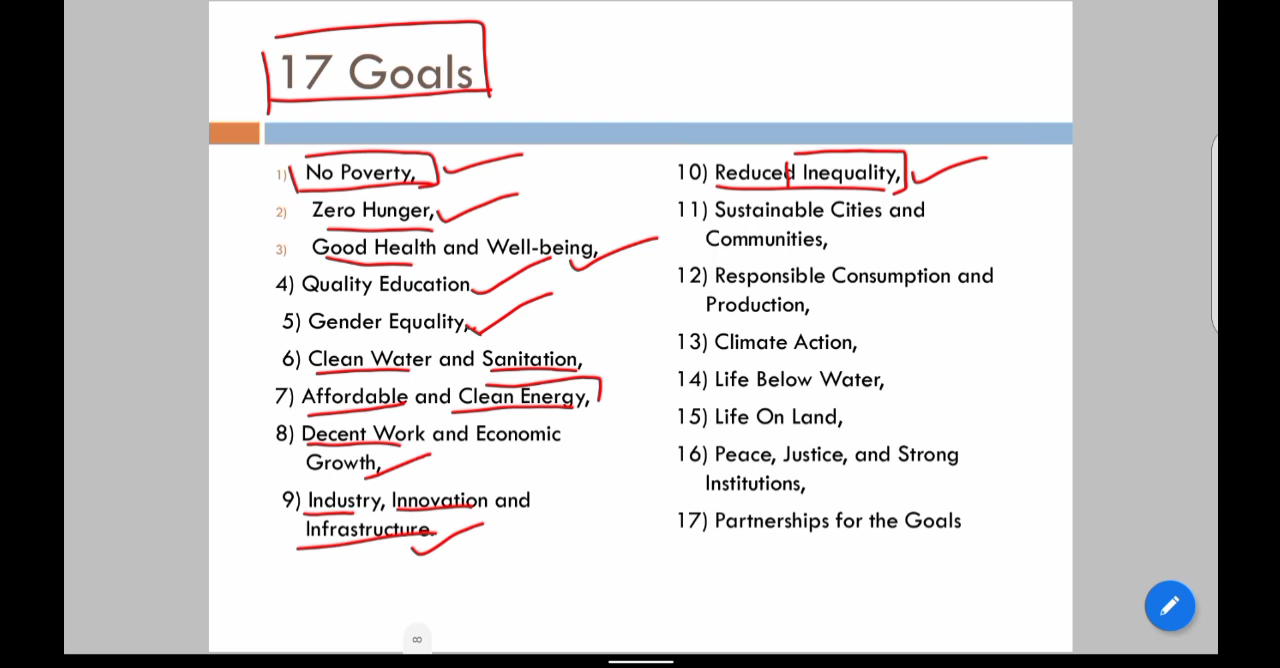 17 Goals
1) No Poverty,
2) Zero Hunger,
3) Good Health and Well-being,
4) Quality Education
5) Gender Equality,
6) Clean Water and Sanitation,
7) Affordable and Clean Energy,
8) Decent Work and Economic
Growth,
9) Industry, Innovation and
Infrastructure.
10) Reduced Inequality,
11) Sustainable Cities and
Communities,
12) Responsible Consumption and
Production,
13) Climate Action,
14) Life Below Water,
15) Life On Land,
16) Peace, Justice, and Strong
Institutions,
17) Partnerships for the Goals
8